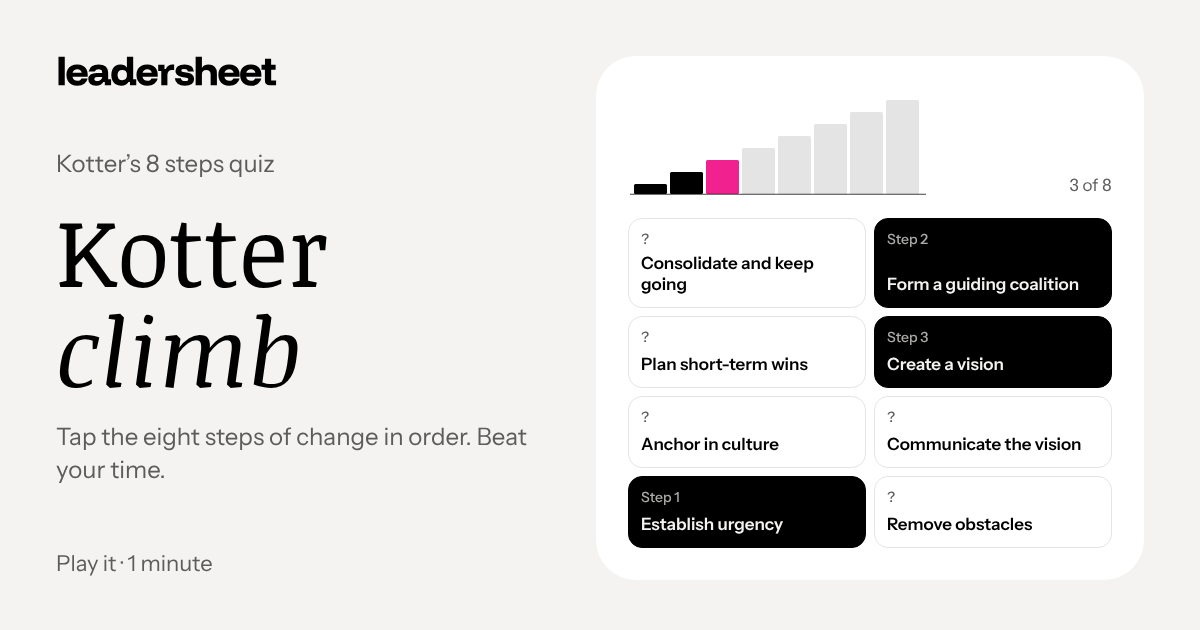 leadersheet
Kotter’s 8 steps quiz
Kotter
climb
Tap the eight steps of change in order. Beat
your time.
Play it · 1 minute
3 of 8
?
Consolidate and keep
going
Step 2
Form a guiding coalition
?
Plan short-term wins
Step 3
Create a vision
?
Anchor in culture
?
Communicate the vision
Step 1
Establish urgency
?
Remove obstacles